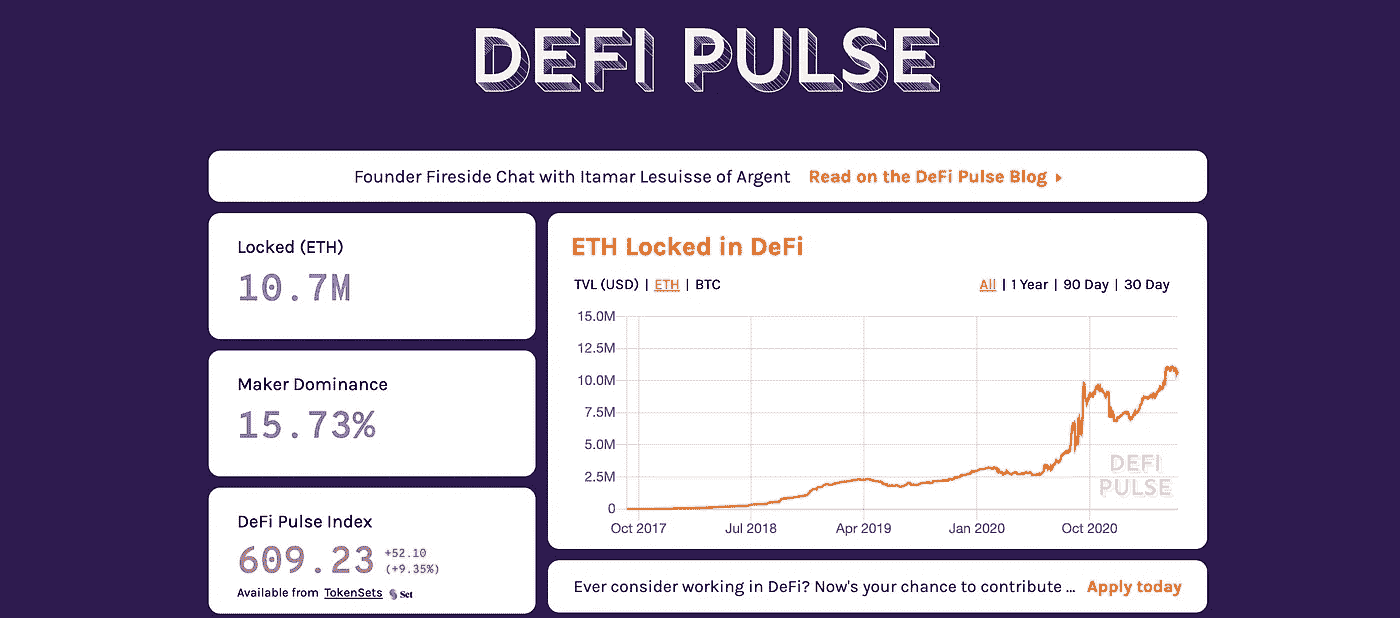 DEFI PULSE
Founder Fireside Chat with Itamar Lesuisse of Argent Read on the DeFi Pulse Blog ▸
Locked (ETH)
10.7M
Maker Dominance
15.73%
DeFi Pulse Index
609.23
+52.10
(+9.35%)
Available from TokenSets Set
ETH Locked in DeFi
TVL (USD) | ETH | BTC
All | 1 Year | 90 Day | 30 Day
15.0M
12.5M
10.0M
7.5M
5.0M
2.5M
0
DEFI
PULSE
Oct 2017 Jul 2018 Apr 2019 Jan 2020 Oct 2020
Ever consider working in DeFi? Now's your chance to contribute ... Apply today